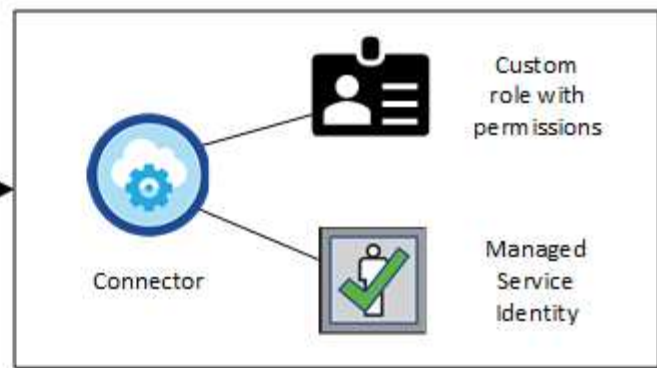 Custom
role with
permissions
Connector
Managed
Service
Identity